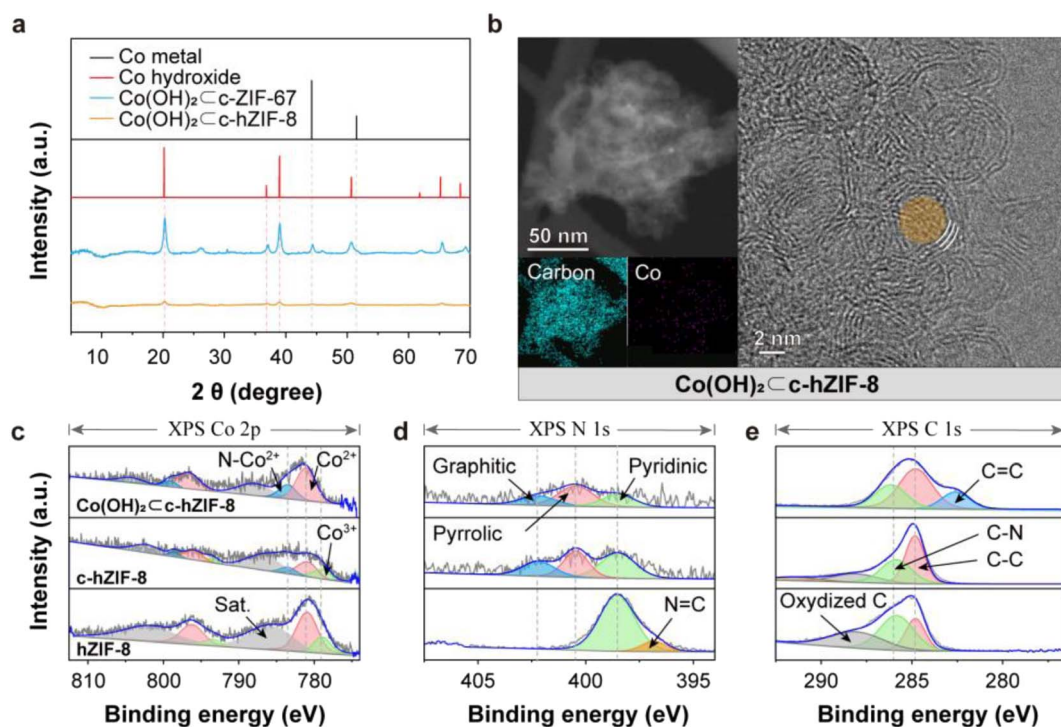 a
Co metal
Co hydroxide
Co(OH)₂⊂c-ZIF-67
Co(OH)₂⊂c-hZIF-8
Intensity (a.u.)
10 20 30 40 50 60 70
2 θ (degree)
b
50 nm
Carbon
Co
2 nm
Co(OH)₂⊂c-hZIF-8
c
XPS Co 2p
N-Co²⁺
Co²⁺
Co(OH)₂⊂c-hZIF-8
Co³⁺
c-hZIF-8
Sat.
hZIF-8
Intensity (a.u.)
810 800 790 780
Binding energy (eV)
d
XPS N 1s
Graphitic
Pyridinic
Pyrrolic
N=C
405 400 395
Binding energy (eV)
e
XPS C 1s
C=C
C-N
C-C
Oxydized C
290 285 280
Binding energy (eV)